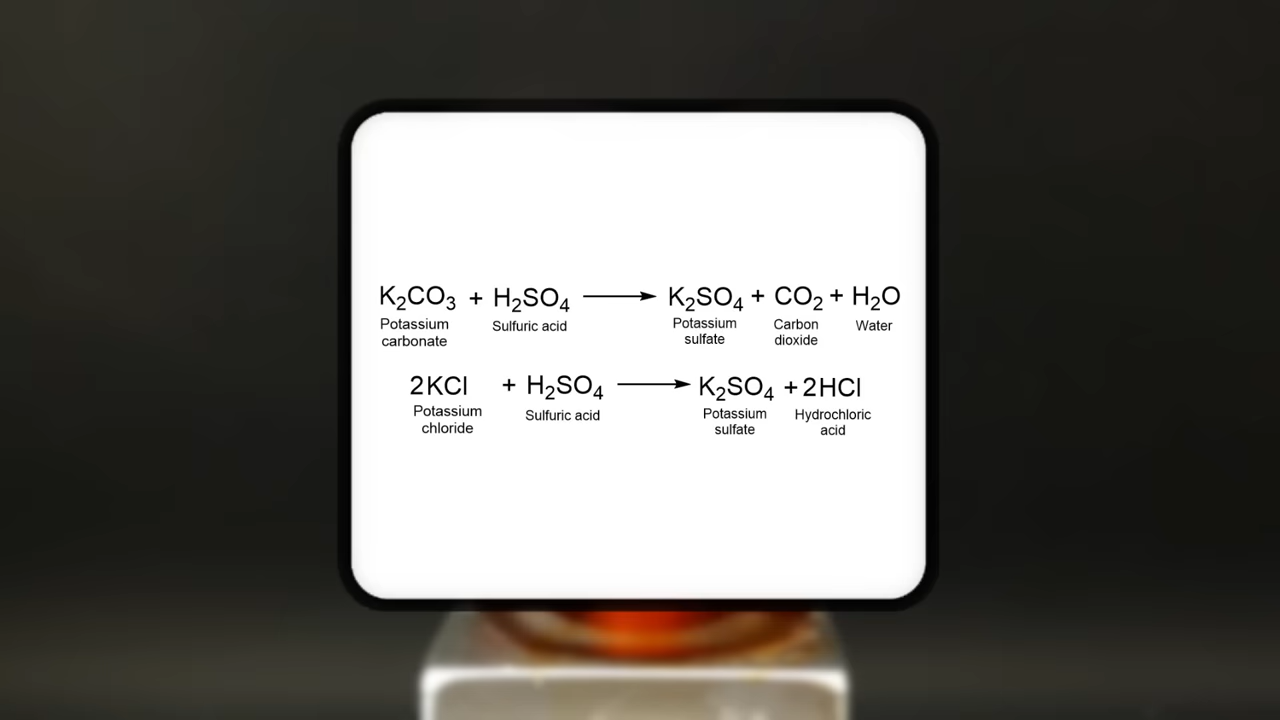 K₂CO₃ + H₂SO₄ ⟶ K₂SO₄ + CO₂ + H₂O
Potassium carbonate Sulfuric acid Potassium sulfate Carbon dioxide Water
2KCl + H₂SO₄ ⟶ K₂SO₄ + 2HCl
Potassium chloride Sulfuric acid Potassium sulfate Hydrochloric acid